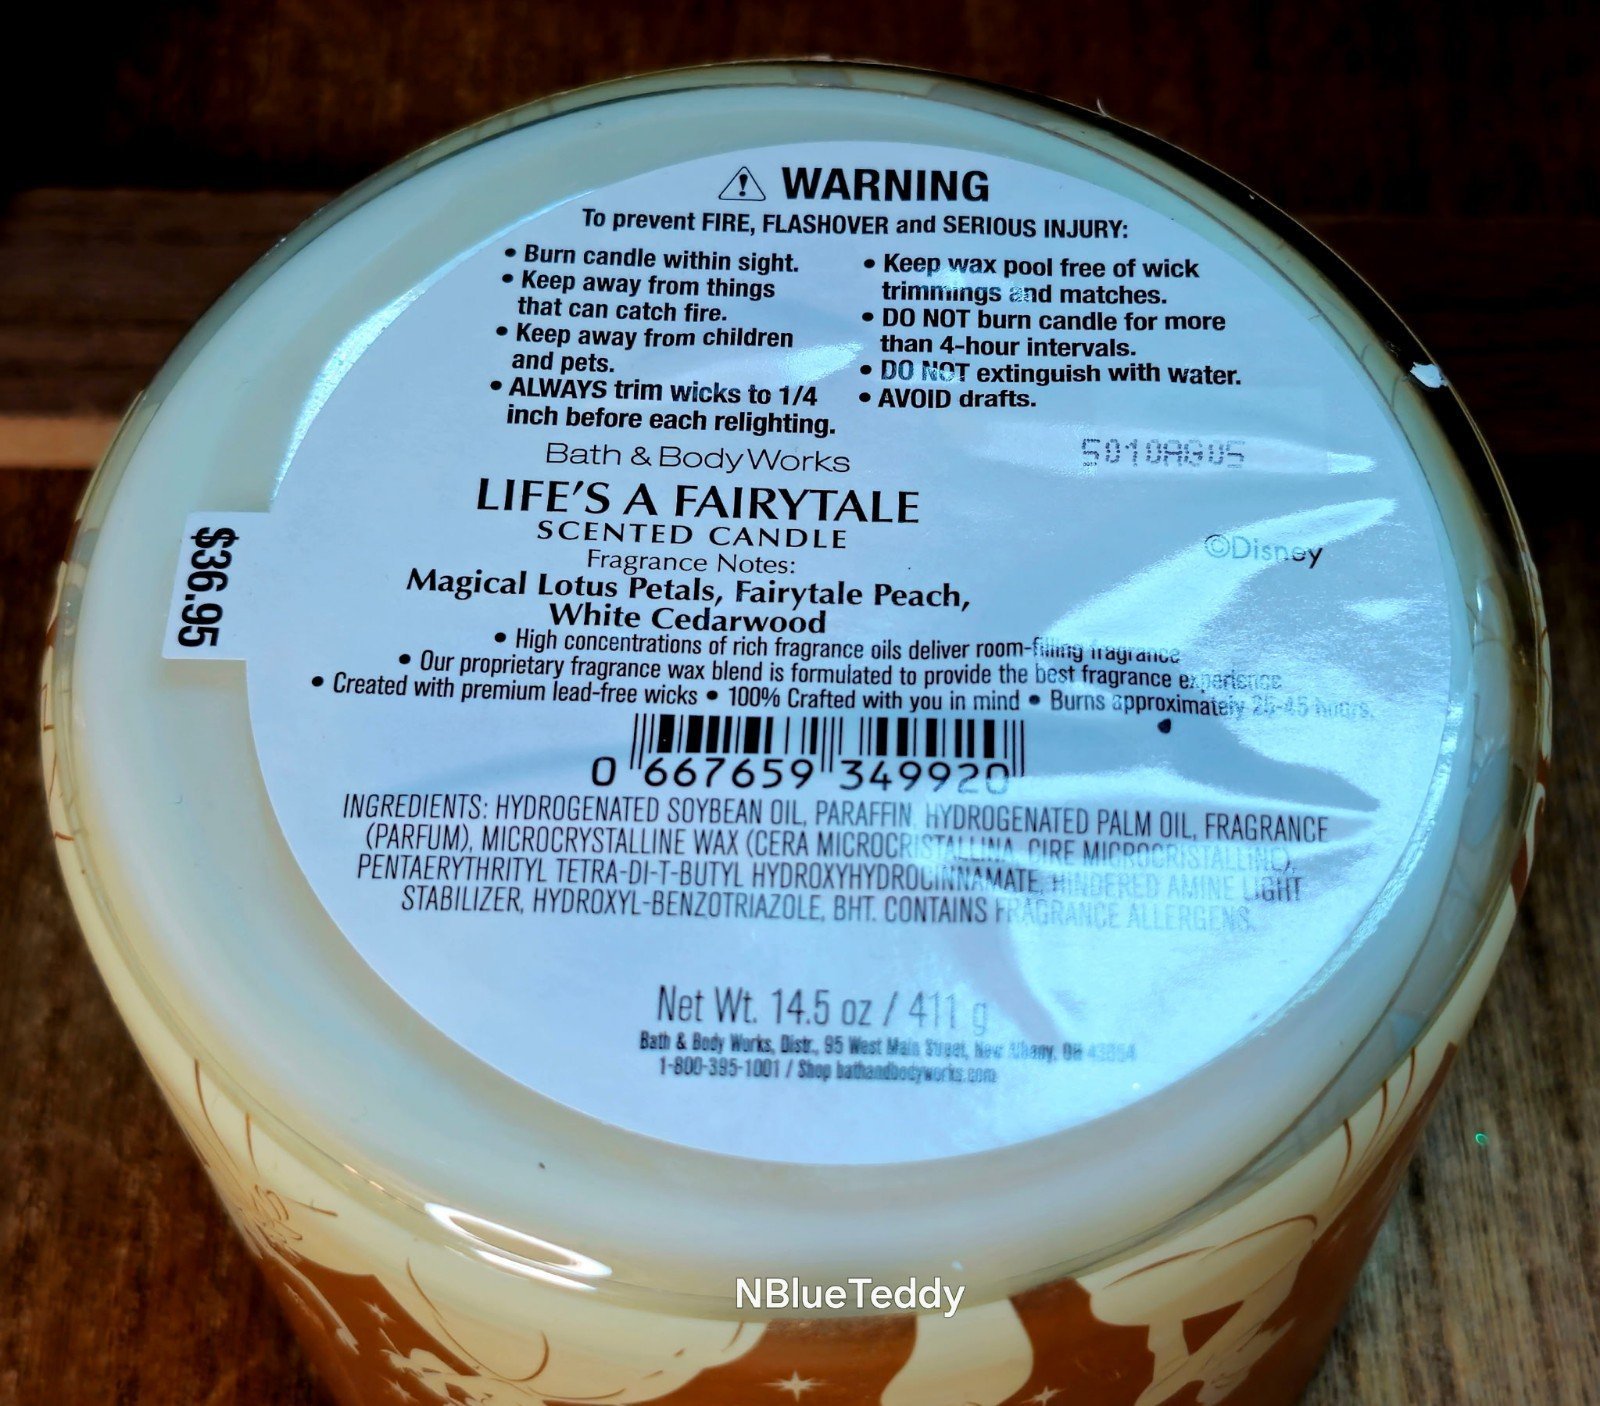 ⚠ WARNING
To prevent FIRE, FLASHOVER and SERIOUS INJURY:
• Burn candle within sight.
• Keep away from things
that can catch fire.
• Keep away from children
and pets.
• ALWAYS trim wicks to 1/4
inch before each relighting.
• Keep wax pool free of wick
trimmings and matches.
• DO NOT burn candle for more
than 4-hour intervals.
• DO NOT extinguish with water.
• AVOID drafts.
5010AG05
Bath & Body Works
LIFE'S A FAIRYTALE
SCENTED CANDLE
©Disney
Fragrance Notes:
Magical Lotus Petals, Fairytale Peach,
White Cedarwood
• High concentrations of rich fragrance oils deliver room-filling fragrance
• Our proprietary fragrance wax blend is formulated to provide the best fragrance experience
• Created with premium lead-free wicks • 100% Crafted with you in mind • Burns approximately 25-45 hours.
$36.95
0 667659 349920
INGREDIENTS: HYDROGENATED SOYBEAN OIL, PARAFFIN, HYDROGENATED PALM OIL, FRAGRANCE
(PARFUM), MICROCRYSTALLINE WAX (CERA MICROCRISTALLINA, CIRE MICROCRISTALLINE),
PENTAERYTHRITYL TETRA-DI-T-BUTYL HYDROXYHYDROCINNAMATE, HINDERED AMINE LIGHT
STABILIZER, HYDROXYL-BENZOTRIAZOLE, BHT. CONTAINS FRAGRANCE ALLERGENS.
Net Wt. 14.5 oz / 411 g
Bath & Body Works, Distr., 95 West Main Street, New Albany, OH 43054
1-800-395-1001 / Shop bathandbodyworks.com
NBlueTeddy